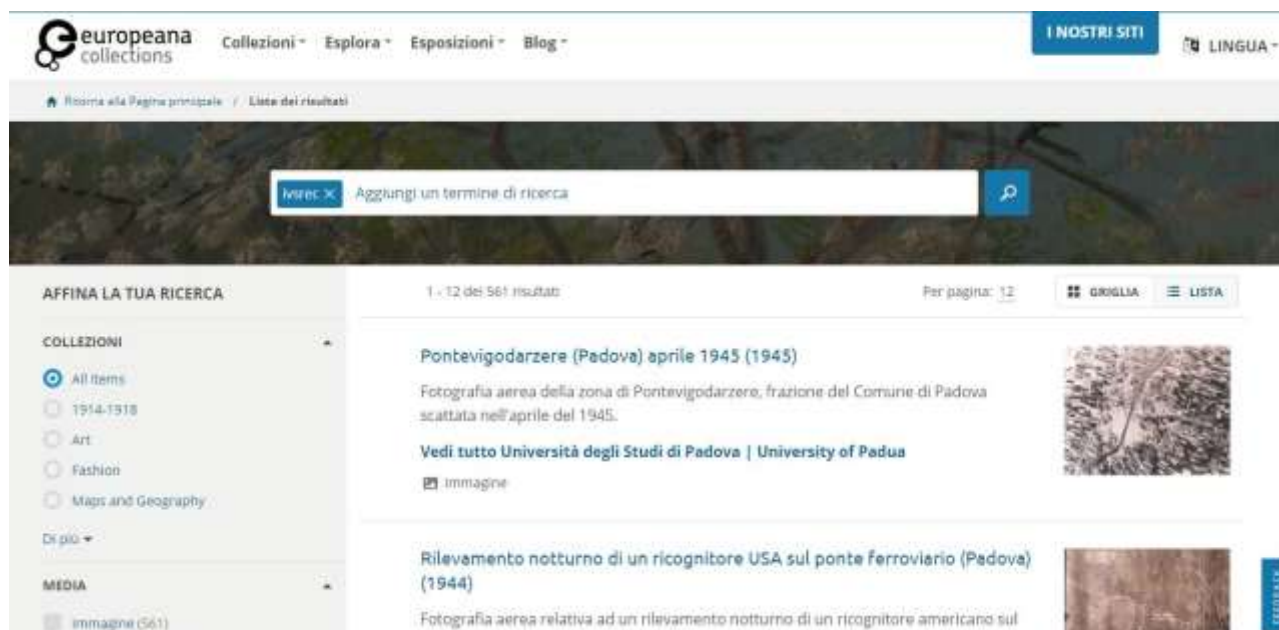 europeana
collections
Collezioni Esplora Esposizioni Blog
I NOSTRI SITI
LINGUA
Ritorna alla Pagina principale / Lista dei risultati
ivsrec × Aggiungi un termine di ricerca
AFFINA LA TUA RICERCA
1 - 12 dei 561 risultati
Per pagina: 12
GRIGLIA
LISTA
COLLEZIONI
All items
1914-1918
Art
Fashion
Maps and Geography
Di più
MEDIA
immagine (561)
Pontevigodarzere (Padova) aprile 1945 (1945)
Fotografia aerea della zona di Pontevigodarzere, frazione del Comune di Padova
scattata nell'aprile del 1945.
Vedi tutto Università degli Studi di Padova | University of Padua
immagine
Rilevamento notturno di un ricognitore USA sul ponte ferroviario (Padova)
(1944)
Fotografia aerea relativa ad un rilevamento notturno di un ricognitore americano sul
FEEDBACK